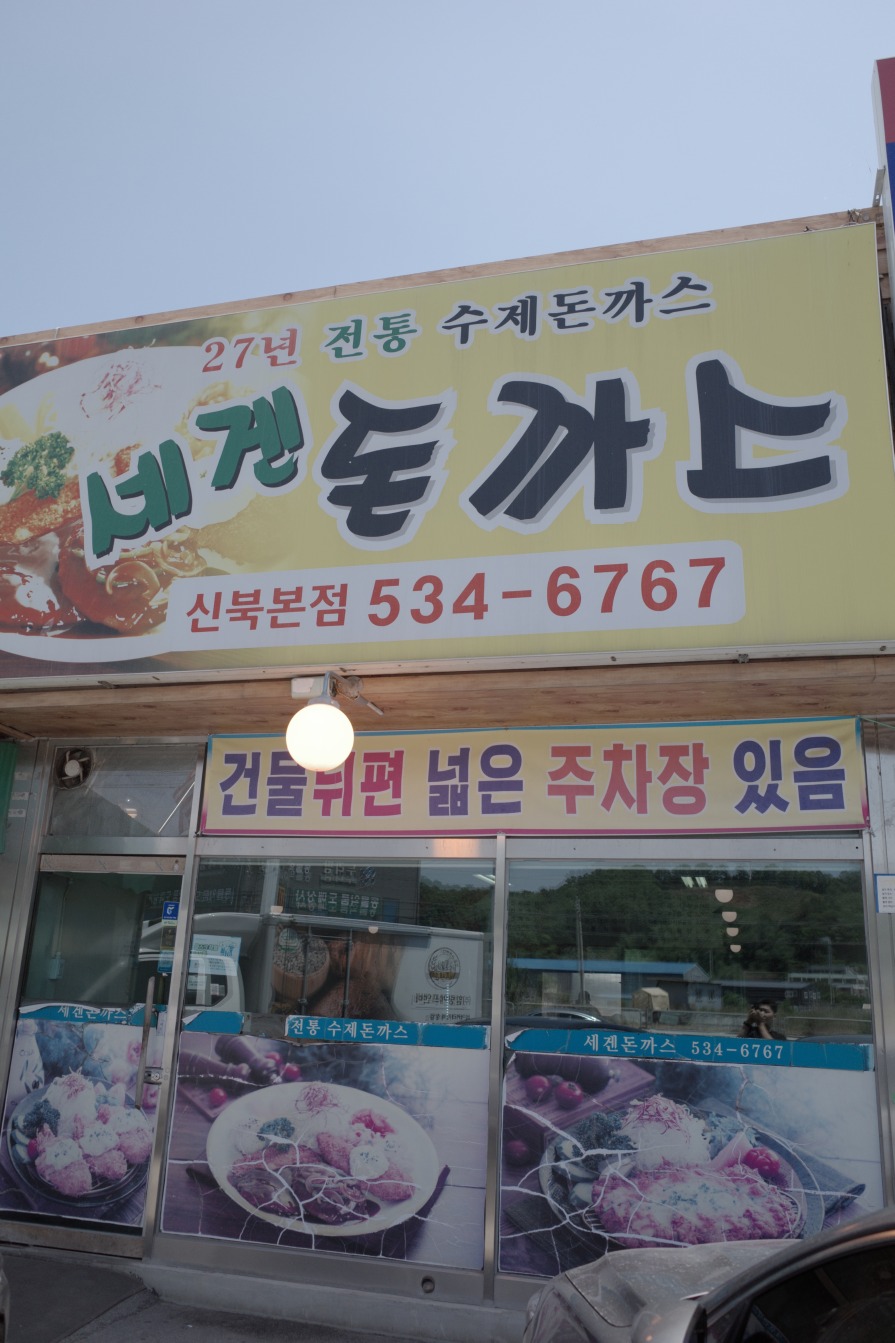 27년 전통 수제돈까스
세겐돈까스
신북본점 534-6767
건물뒤편 넓은 주차장 있음
세겐돈까스
전통 수제돈까스
세겐돈까스 534-6767